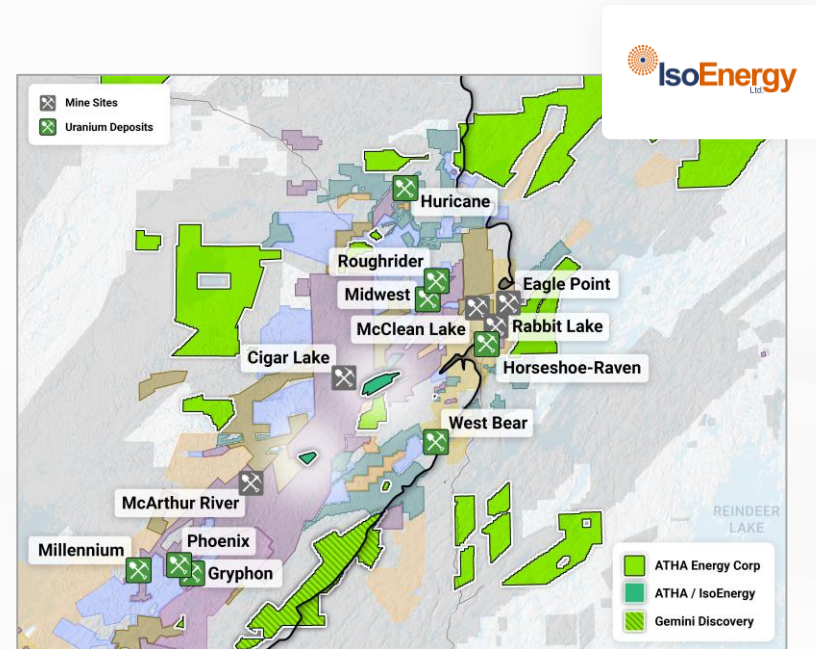 IsoEnergy
Ltd.
Mine Sites
Uranium Deposits
Huricane
Roughrider
Midwest
Eagle Point
McClean Lake
Rabbit Lake
Cigar Lake
Horseshoe-Raven
West Bear
McArthur River
REINDEER
LAKE
Phoenix
Millennium
Gryphon
ATHA Energy Corp
ATHA / IsoEnergy
Gemini Discovery